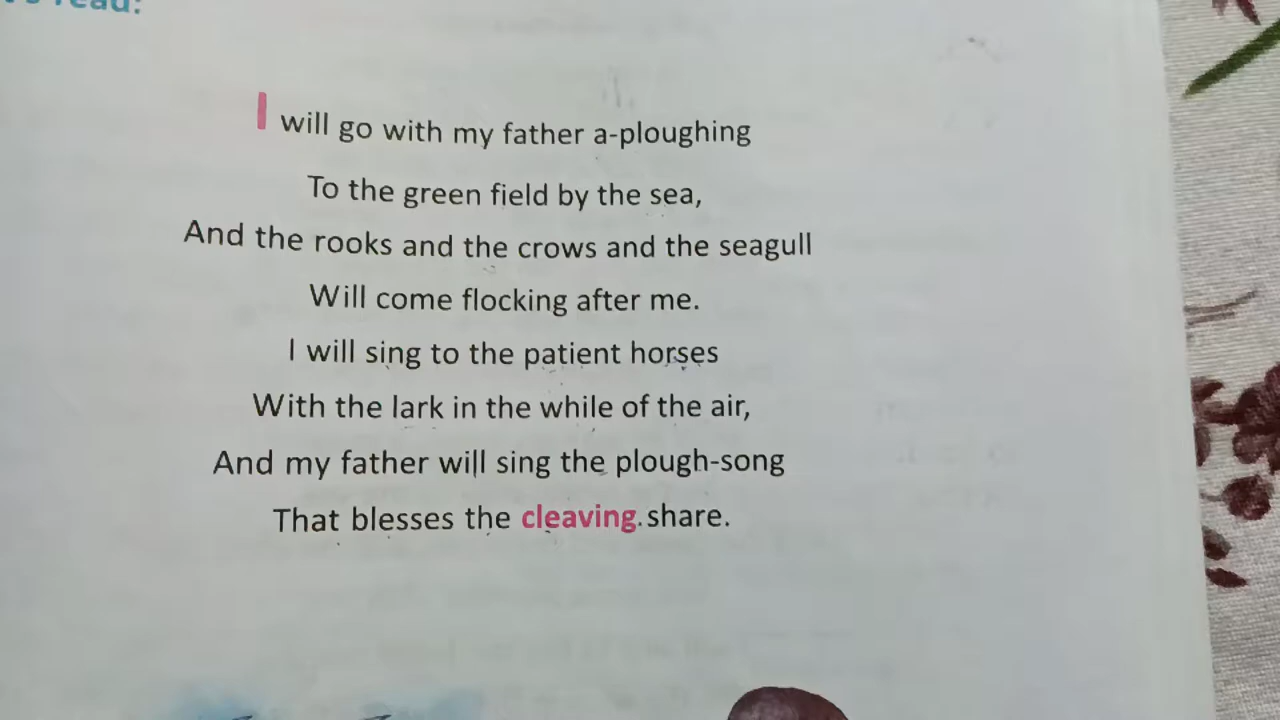 read:
I will go with my father a-ploughing
To the green field by the sea,
And the rooks and the crows and the seagull
Will come flocking after me.
I will sing to the patient horses
With the lark in the while of the air,
And my father will sing the plough-song
That blesses the cleaving share.